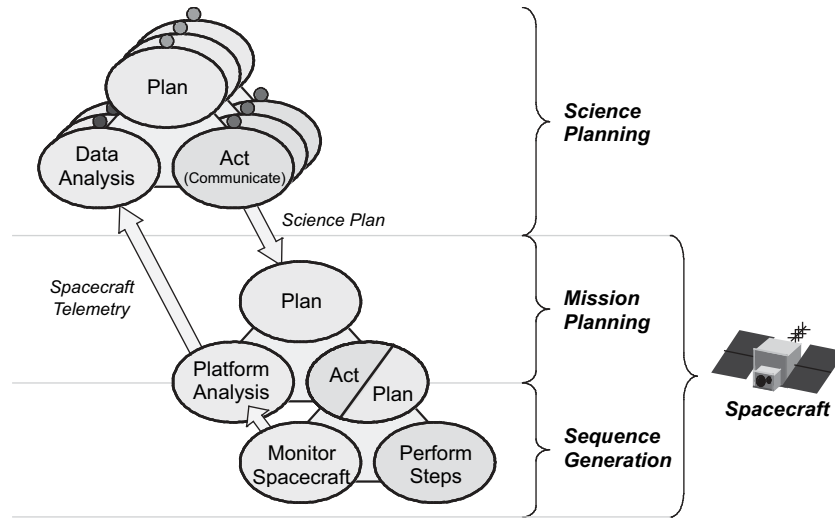 Plan
Data
Analysis
Act
(Communicate)
Science
Planning
Science Plan
Spacecraft
Telemetry
Plan
Mission
Planning
Platform
Analysis
Act
Plan
Spacecraft
Monitor
Spacecraft
Perform
Steps
Sequence
Generation